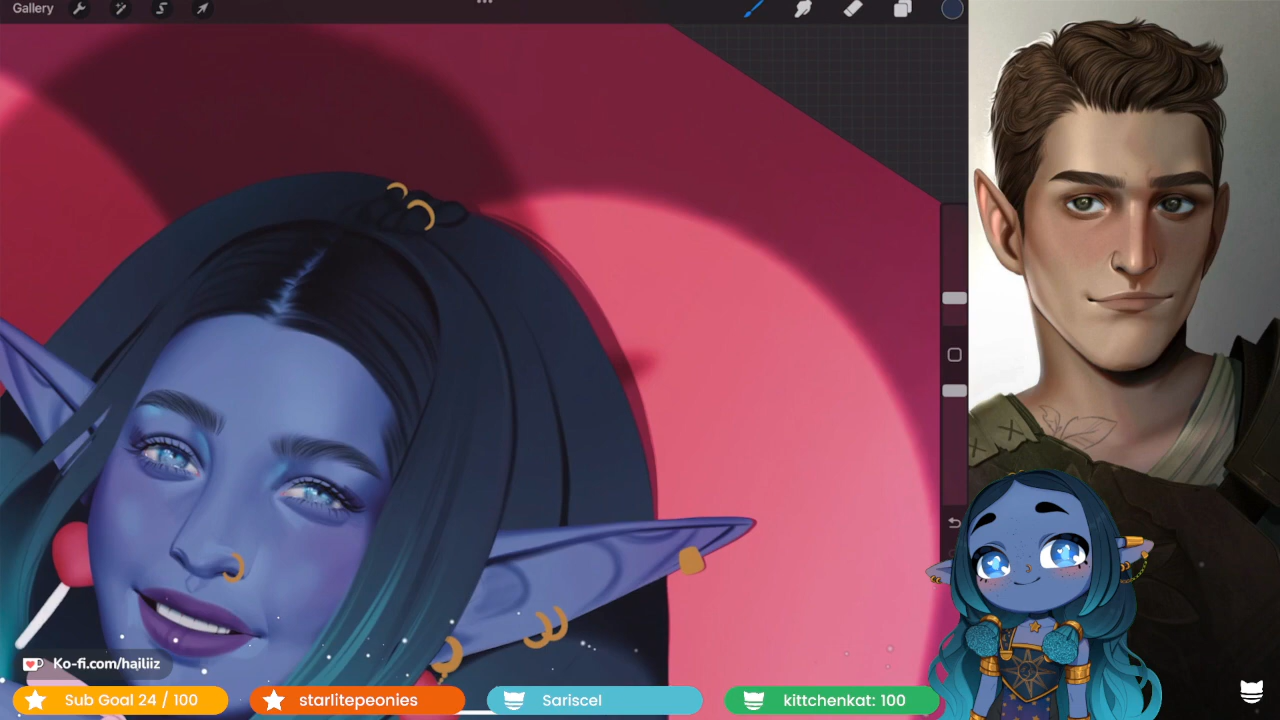 Gallery
Ko-fi.com/hailiiz
Sub Goal 24 / 100
starlitepeonies
Sariscel
kittchenkat: 100